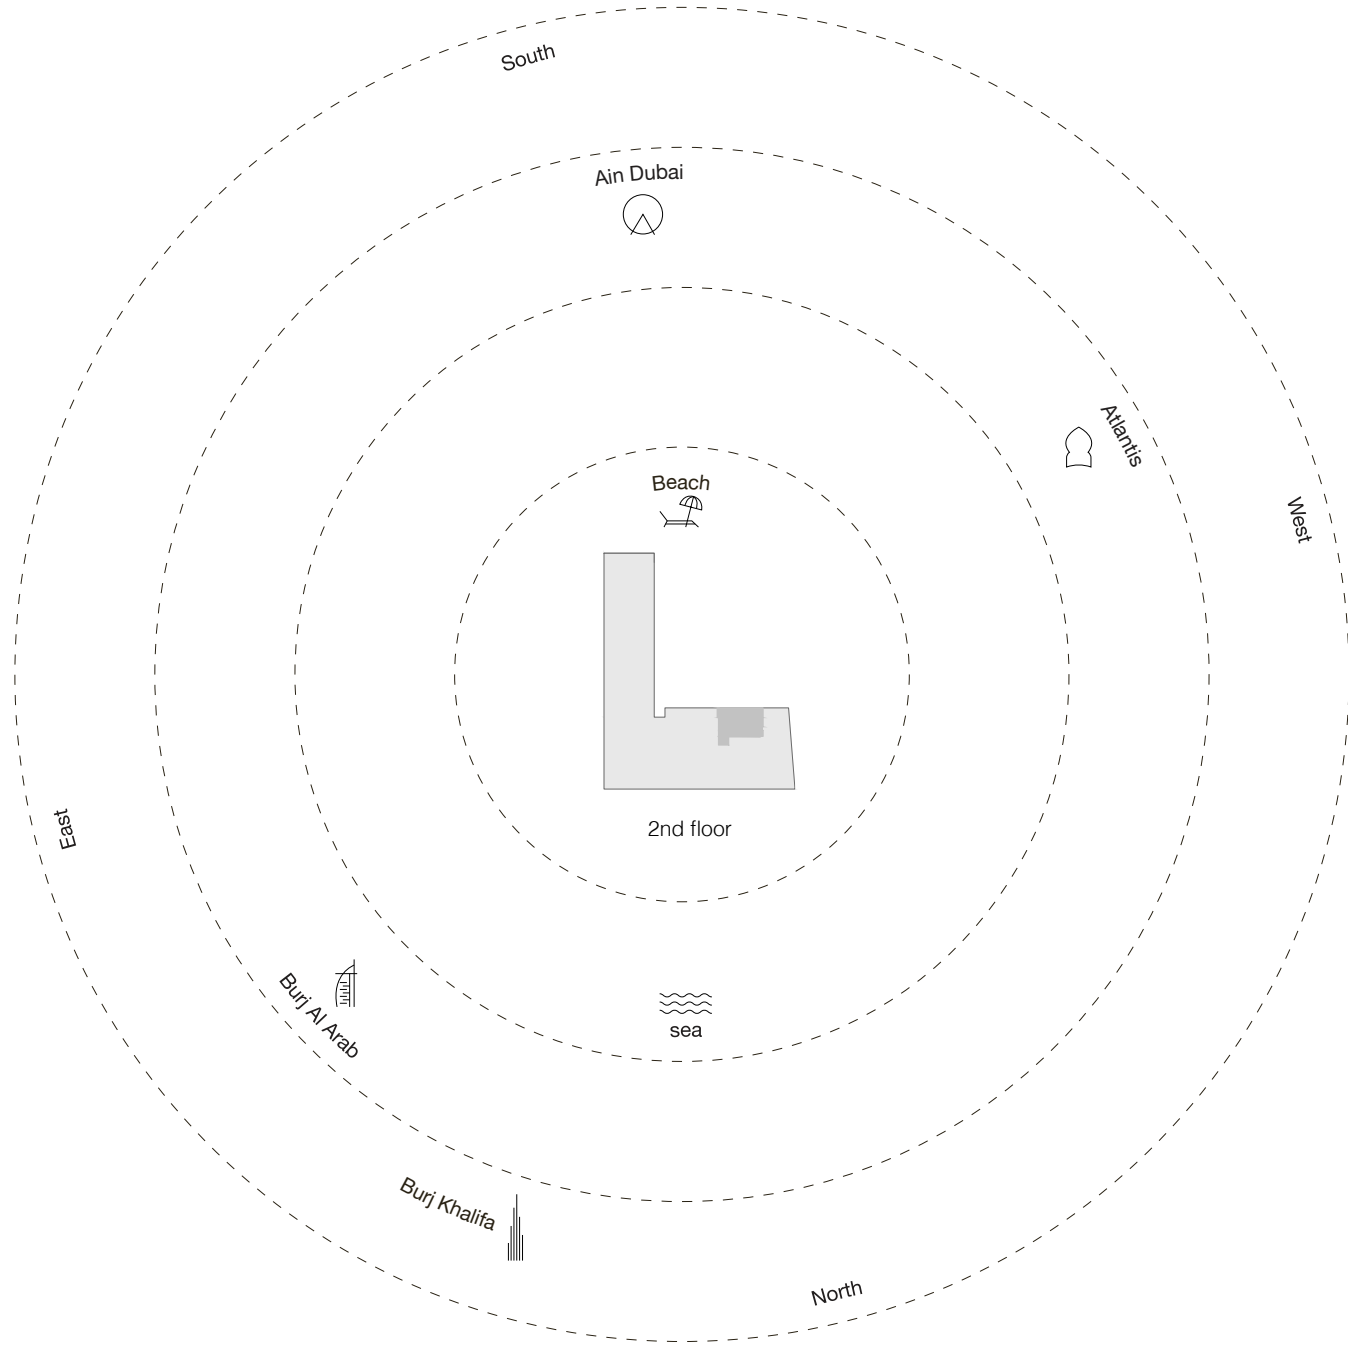 South
Ain Dubai
Atlantis
Beach
West
East
2nd floor
Burj Al Arab
sea
Burj Khalifa
North